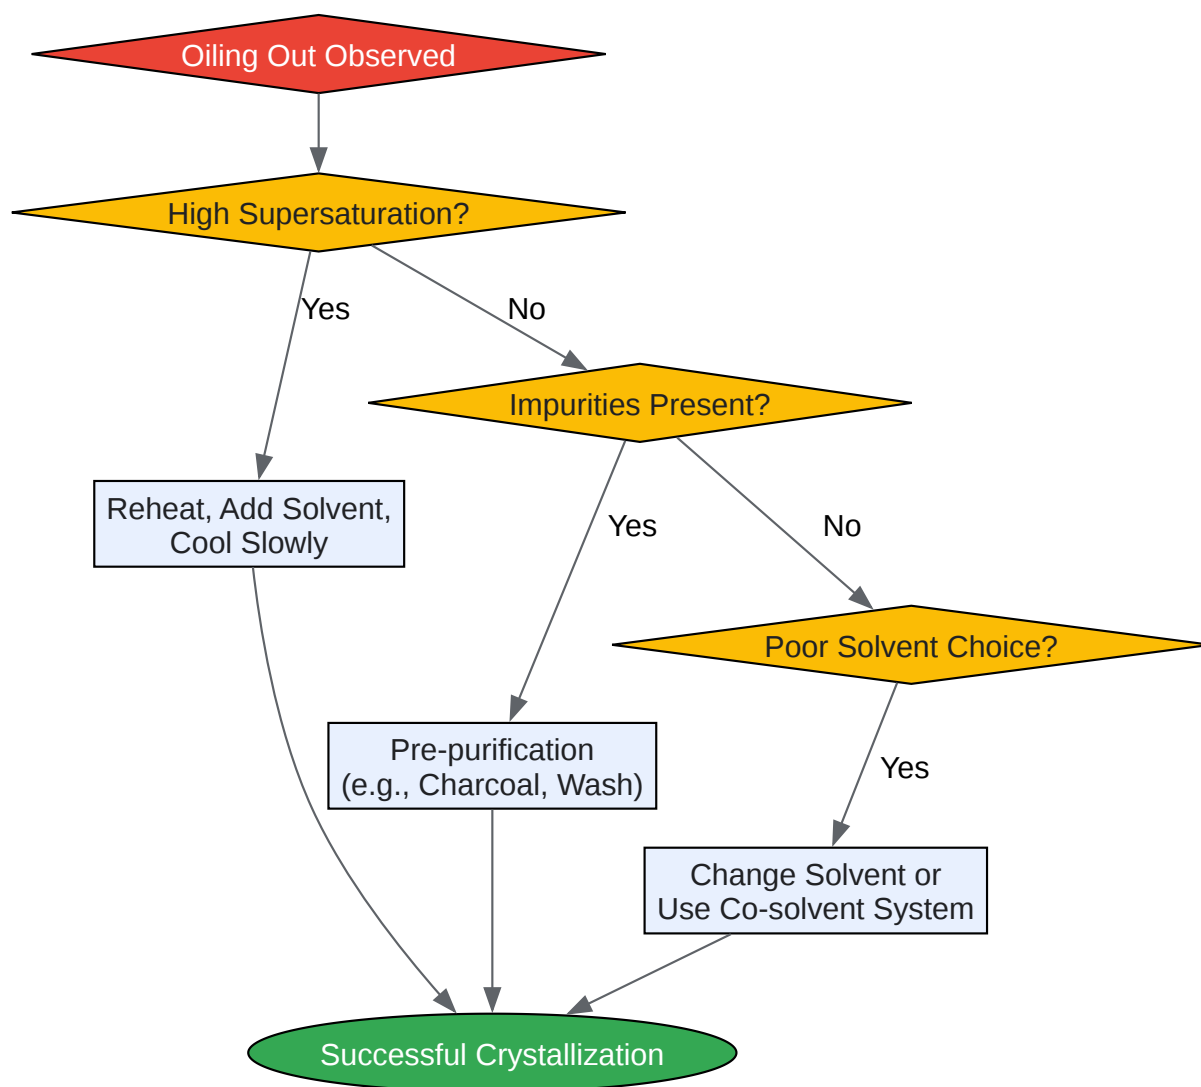 Oiling Out Observed
High Supersaturation?
Yes
No
Impurities Present?
Reheat, Add Solvent,
Cool Slowly
Yes
No
Poor Solvent Choice?
Pre-purification
(e.g., Charcoal, Wash)
Yes
Change Solvent or
Use Co-solvent System
Successful Crystallization